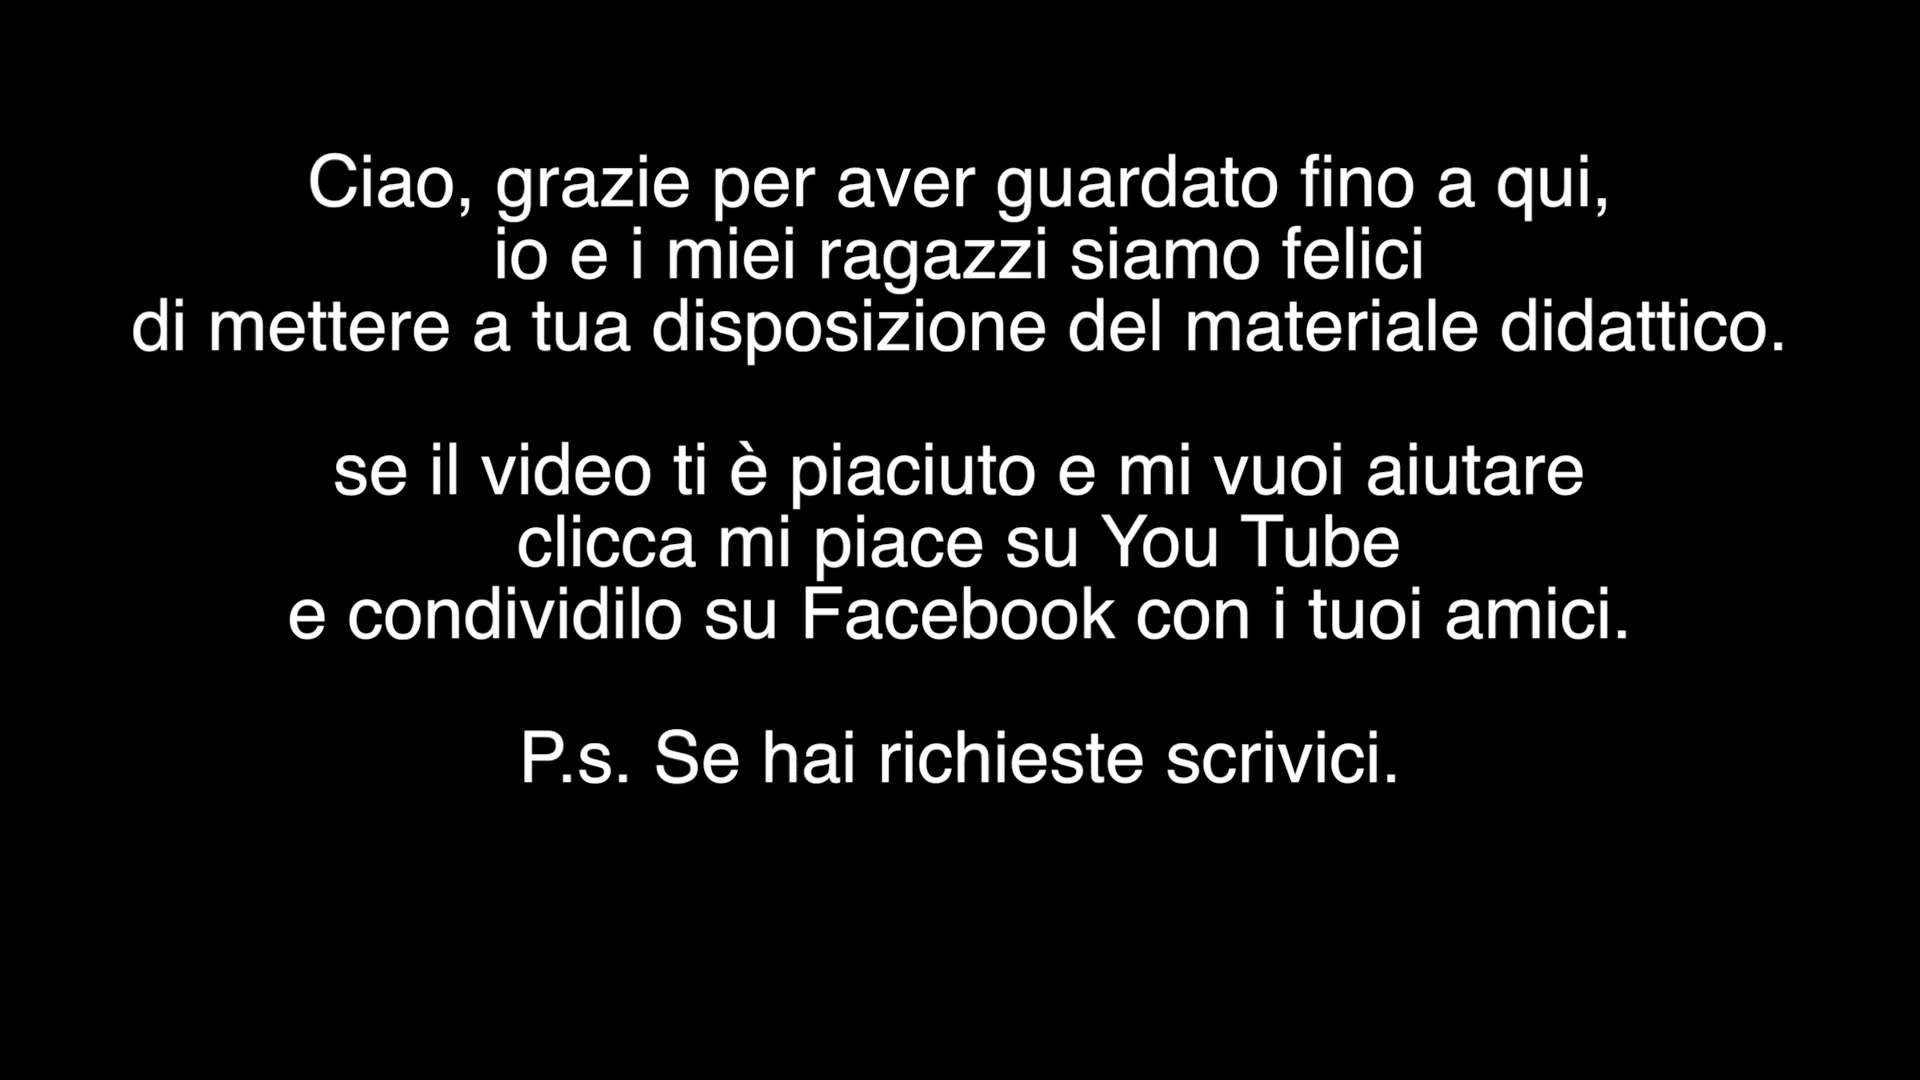 Ciao, grazie per aver guardato fino a qui,
io e i miei ragazzi siamo felici
di mettere a tua disposizione del materiale didattico.
se il video ti è piaciuto e mi vuoi aiutare
clicca mi piace su You Tube
e condividilo su Facebook con i tuoi amici.
P.s. Se hai richieste scrivici.